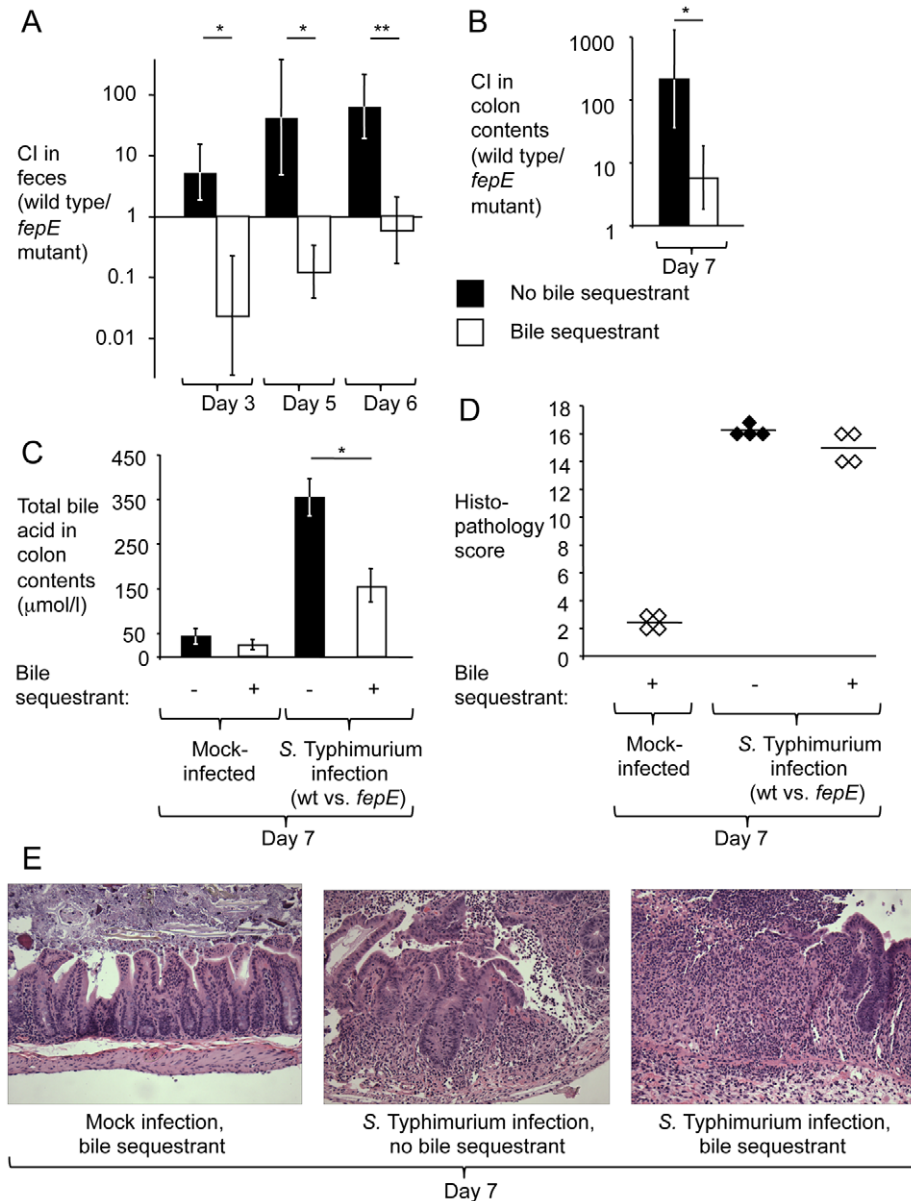 A
* * **
CI in
feces
(wild type/
fepE
mutant)
100
10
1
0.1
0.01
Day 3 Day 5 Day 6
B
*
CI in
colon
contents
(wild type/
fepE
mutant)
1000
100
10
1
Day 7
No bile sequestrant
Bile sequestrant
C
*
Total bile
acid in
colon
contents
(μmol/l)
450
350
250
150
50
0
Bile
sequestrant: - + - +
Mock-
infected
S. Typhimurium
infection
(wt vs. fepE)
Day 7
D
Histo-
pathology
score
18
16
14
12
10
8
6
4
2
0
Bile
sequestrant: + - +
Mock-
infected
S. Typhimurium
infection
(wt vs. fepE)
Day 7
E
Mock infection,
bile sequestrant
S. Typhimurium infection,
no bile sequestrant
S. Typhimurium infection,
bile sequestrant
Day 7